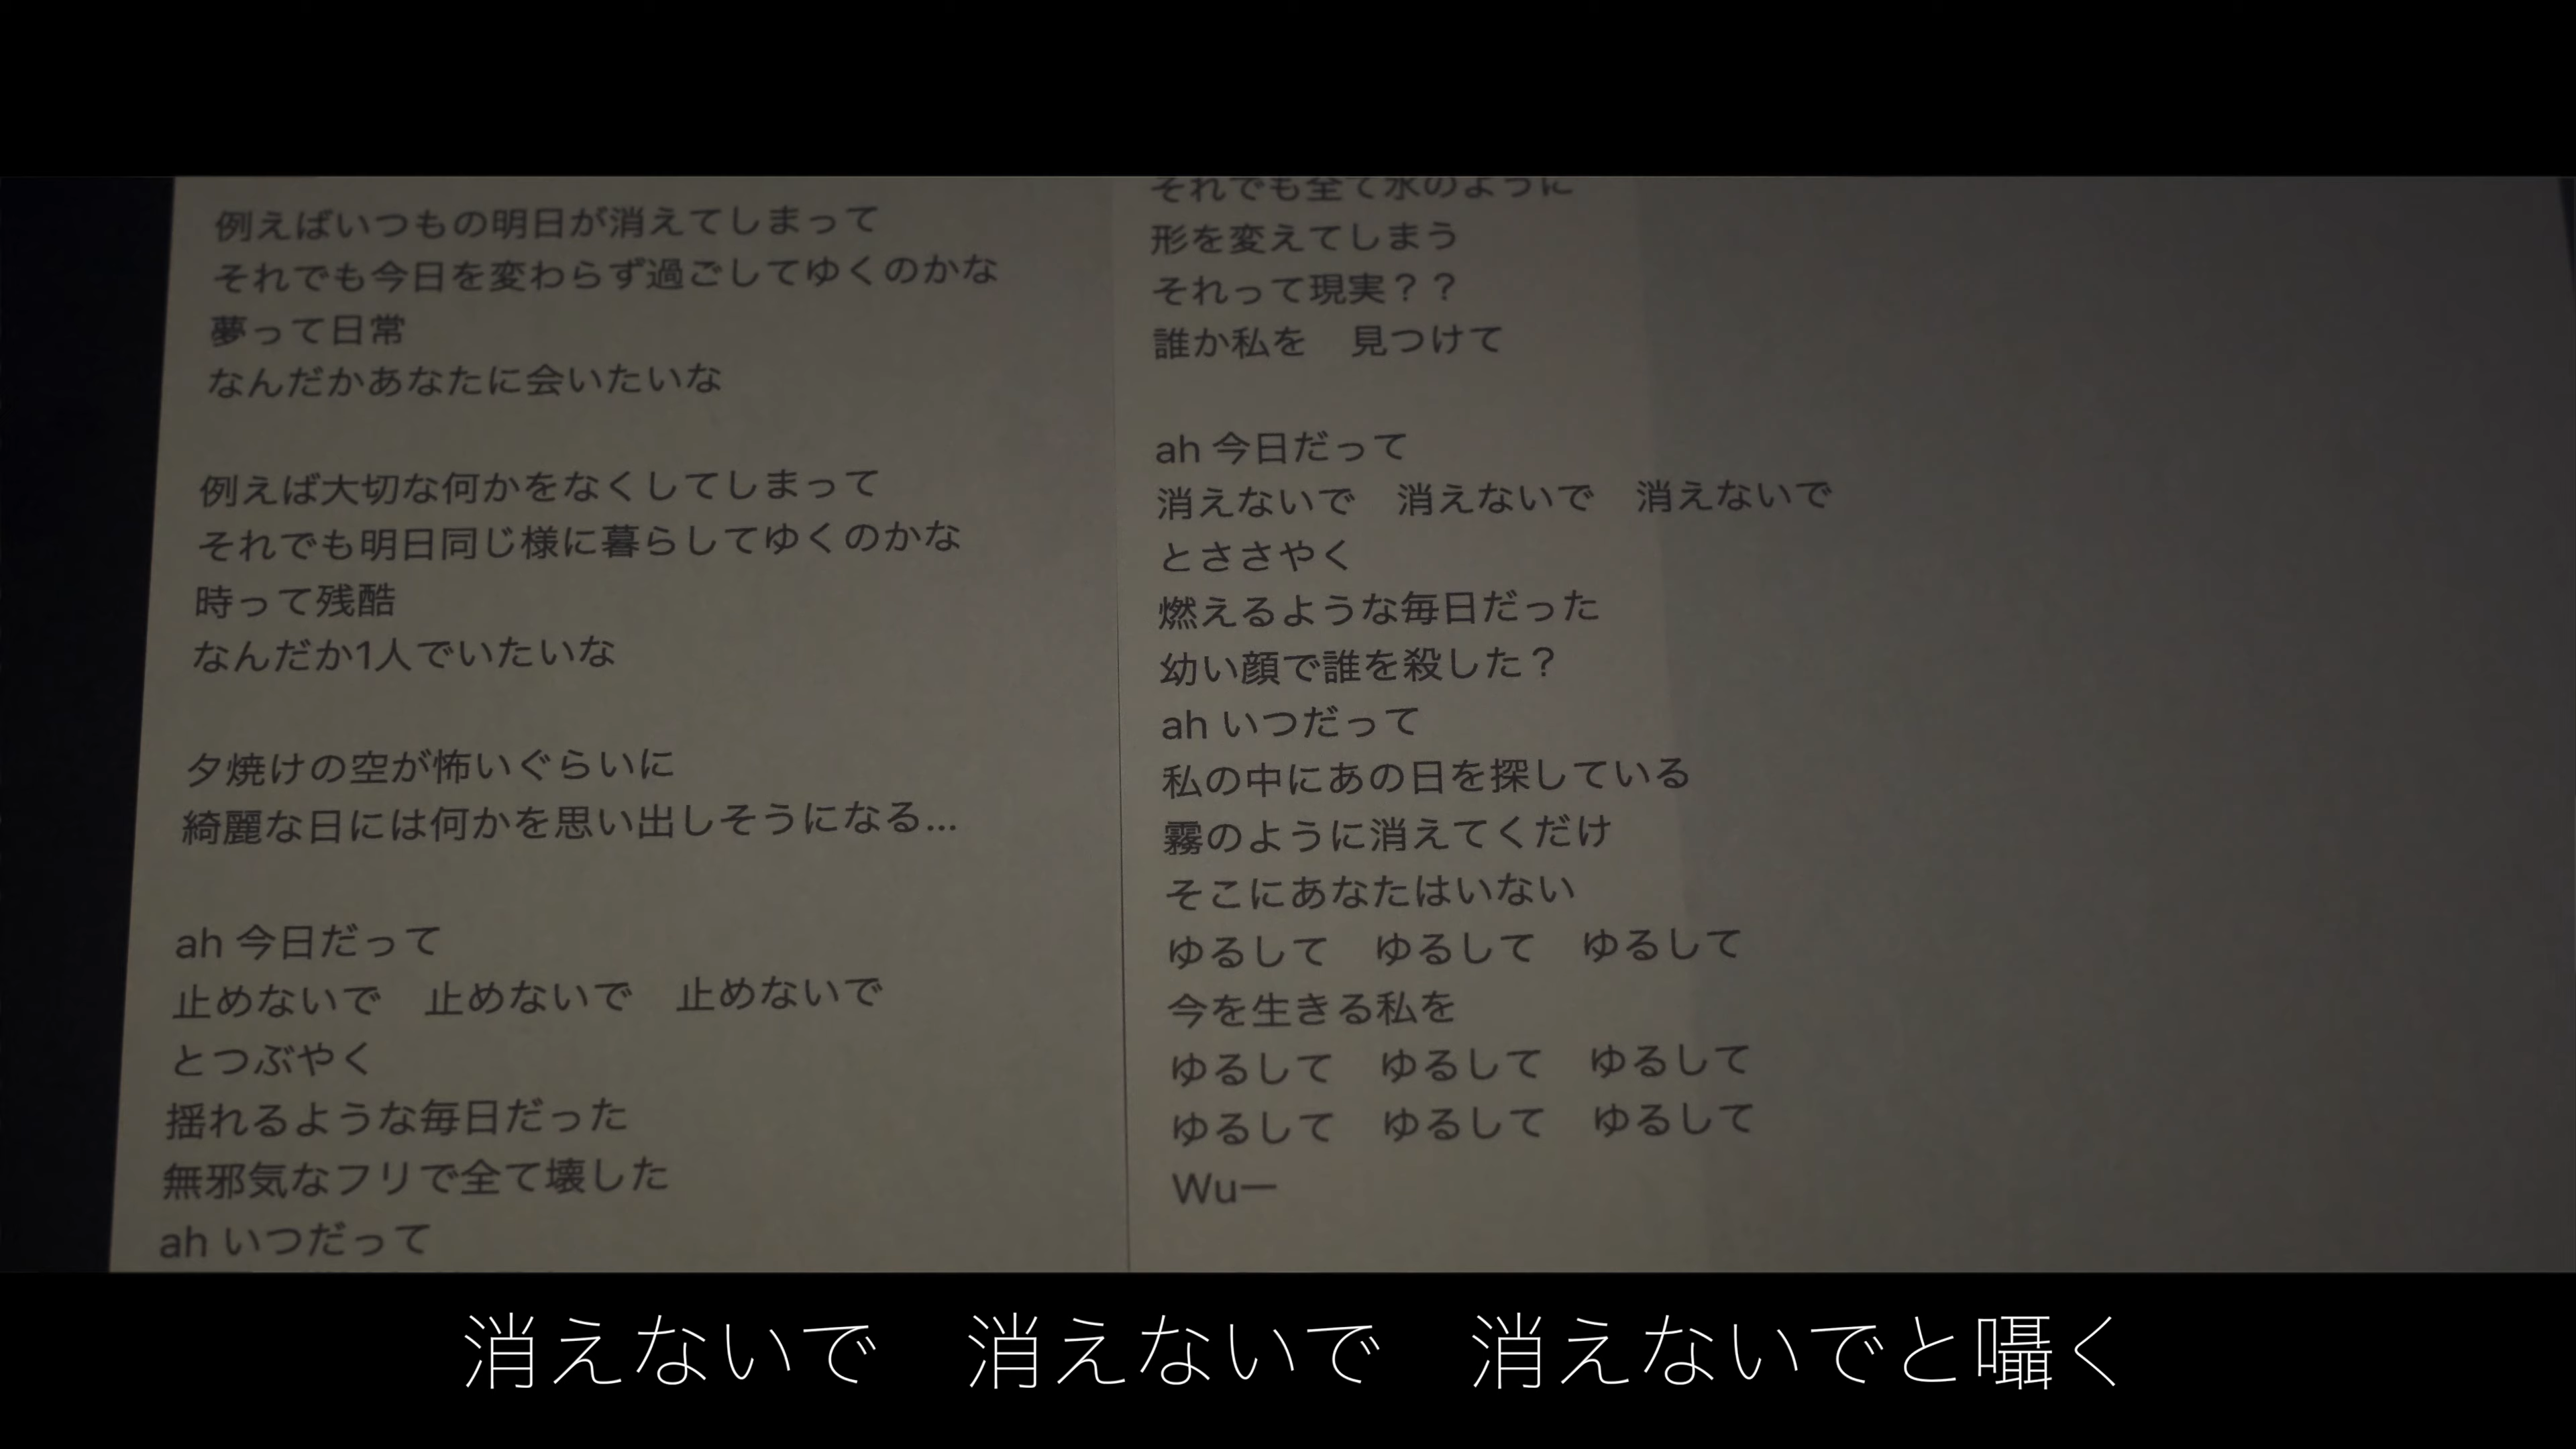 例えばいつもの明日が消えてしまって
それでも今日を変わらず過ごしてゆくのかな
夢って日常
なんだかあなたに会いたいな
例えば大切な何かをなくしてしまって
それでも明日同じ様に暮らしてゆくのかな
時って残酷
なんだか1人でいたいな
夕焼けの空が怖いぐらいに
綺麗な日には何かを思い出しそうになる...
ah 今日だって
止めないで　止めないで　止めないで
とつぶやく
揺れるような毎日だった
無邪気なフリで全て壊した
ah いつだって
それでも全て水のように
形を変えてしまう
それって現実？？
誰か私を　見つけて
ah 今日だって
消えないで　消えないで　消えないで
とささやく
燃えるような毎日だった
幼い顔で誰を殺した？
ah いつだって
私の中にあの日を探している
霧のように消えてくだけ
そこにあなたはいない
ゆるして　ゆるして　ゆるして
今を生きる私を
ゆるして　ゆるして　ゆるして
ゆるして　ゆるして　ゆるして
Wuー
消えないで　消えないで　消えないでと囁く